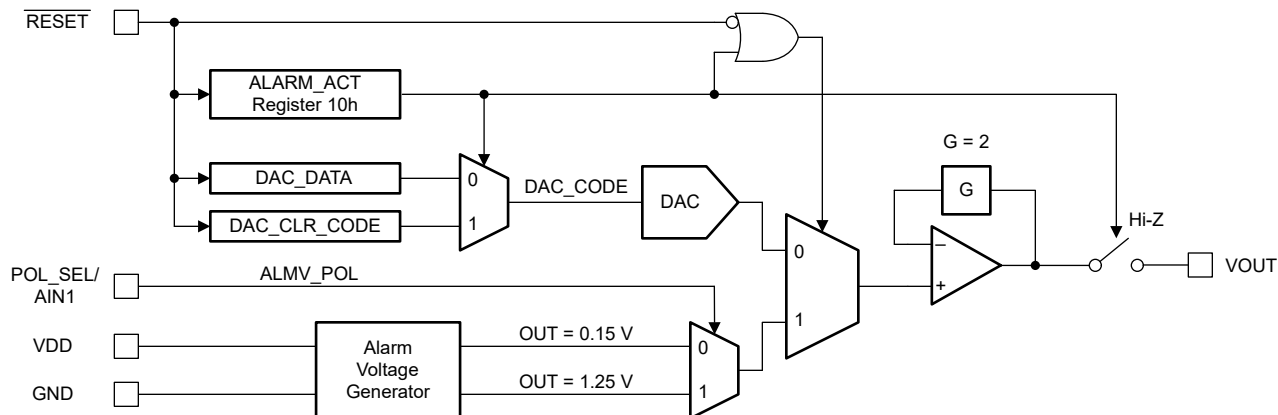 RESET
ALARM_ACT
Register 10h
G = 2
DAC_DATA
0
DAC_CODE
DAC
G
Hi-Z
DAC_CLR_CODE
1
0
–
+
VOUT
POL_SEL/
AIN1
ALMV_POL
1
VDD
Alarm
Voltage
Generator
OUT = 0.15 V
0
GND
OUT = 1.25 V
1